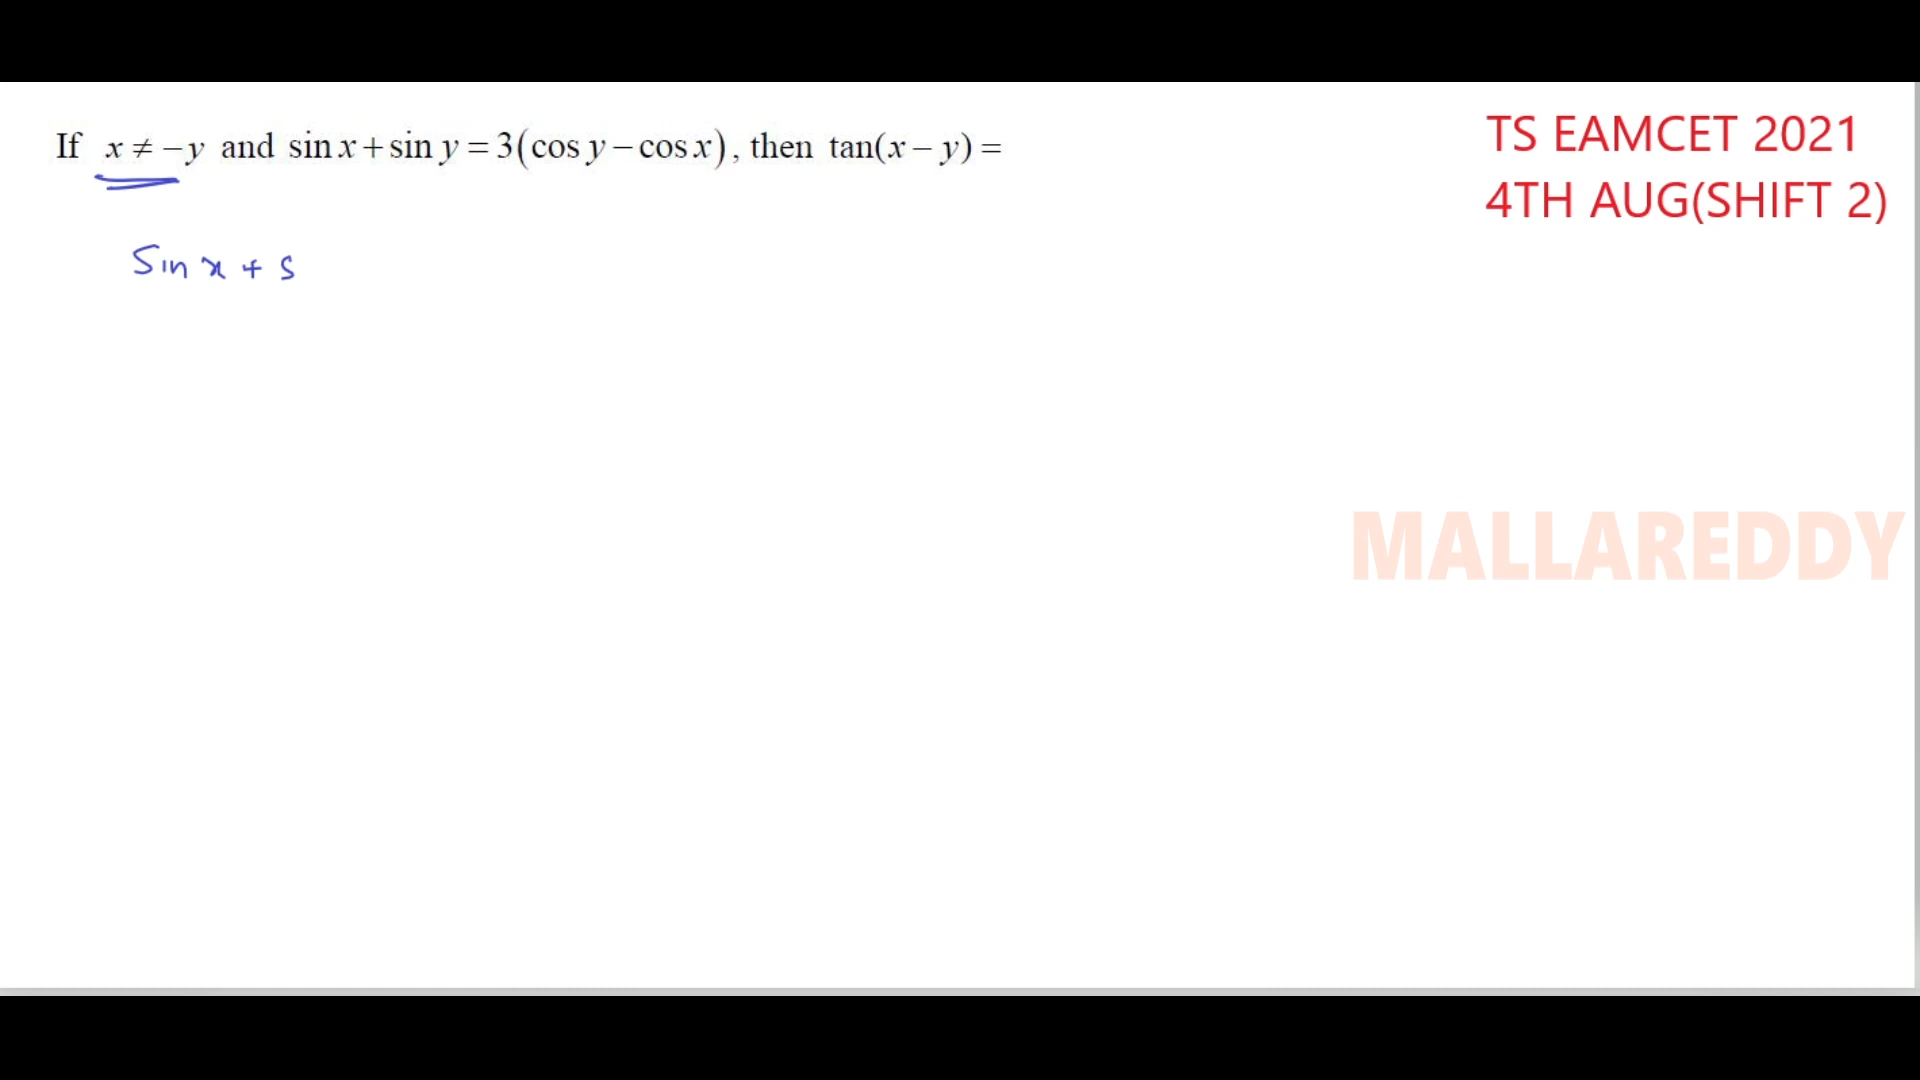 If x ≠ −y and sin x + sin y = 3(cos y − cos x), then tan(x − y) =
TS EAMCET 2021
4TH AUG(SHIFT 2)
Sin x + s
MALLAREDDY